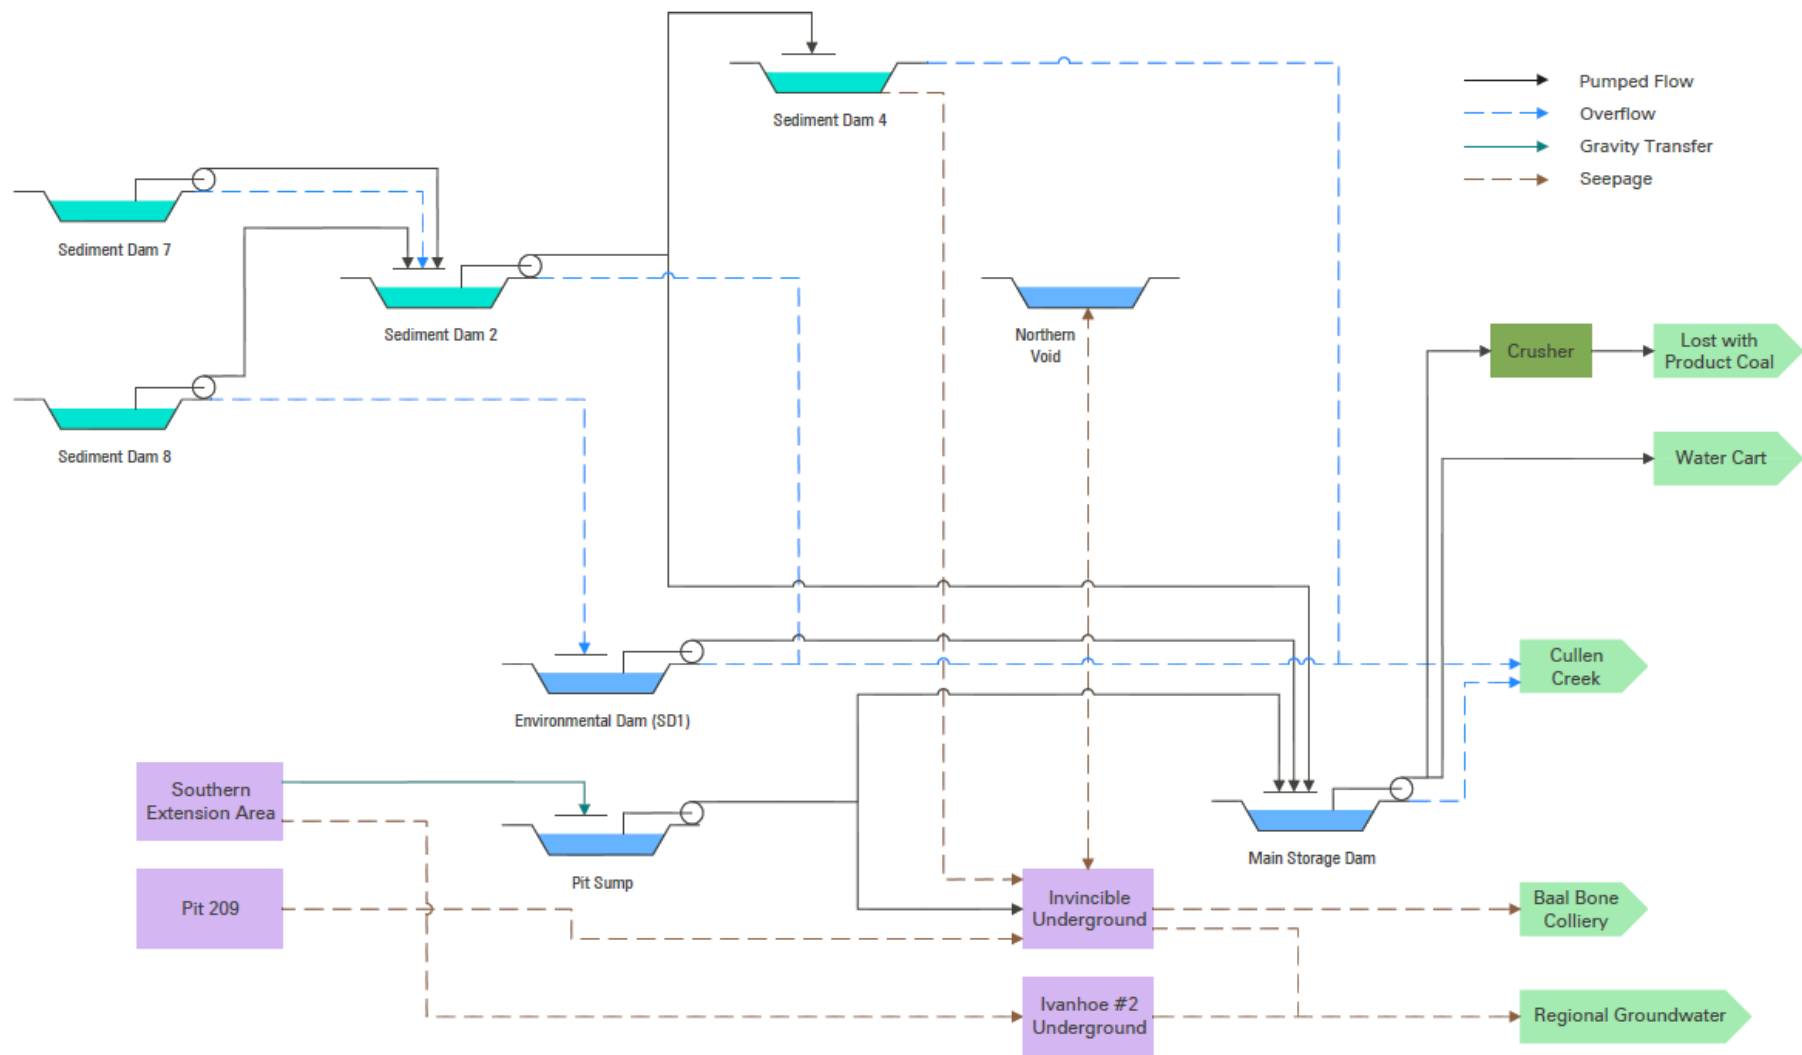 Pumped Flow
Overflow
Gravity Transfer
Seepage
Sediment Dam 4
Sediment Dam 7
Sediment Dam 2
Northern
Void
Crusher
Lost with
Product Coal
Sediment Dam 8
Water Cart
Cullen
Creek
Environmental Dam (SD1)
Southern
Extension Area
Main Storage Dam
Pit Sump
Pit 209
Invincible
Underground
Baal Bone
Colliery
Ivanhoe #2
Underground
Regional Groundwater